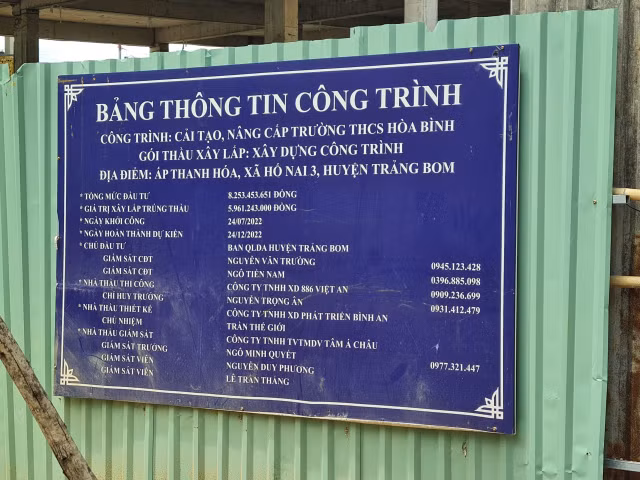 BẢNG THÔNG TIN CÔNG TRÌNH
CÔNG TRÌNH: CẢI TẠO, NÂNG CẤP TRƯỜNG THCS HÒA BÌNH
GÓI THẦU XÂY LẮP: XÂY DỰNG CÔNG TRÌNH
ĐỊA ĐIỂM: ẤP THANH HÓA, XÃ HỐ NAI 3, HUYỆN TRẢNG BOM
* TỔNG MỨC ĐẦU TƯ 8.253.453.651 ĐỒNG
* GIÁ TRỊ XÂY LẮP TRÚNG THẦU 5.961.243.000 ĐỒNG
* NGÀY KHỞI CÔNG 24/07/2022
* NGÀY HOÀN THÀNH DỰ KIẾN 24/12/2022
* CHỦ ĐẦU TƯ BAN QLDA HUYỆN TRẢNG BOM
GIÁM SÁT CĐT NGUYỄN VĂN TRƯỜNG 0945.123.428
GIÁM SÁT CĐT NGÔ TIẾN NAM 0396.885.098
* NHÀ THẦU THI CÔNG CÔNG TY TNHH XD 886 VIỆT AN 0909.236.699
CHỈ HUY TRƯỞNG NGUYỄN TRỌNG ÂN 0931.412.479
* NHÀ THẦU THIẾT KẾ CÔNG TY TNHH XD PHÁT TRIỂN BÌNH AN
CHỦ NHIỆM TRẦN THẾ GIỚI
* NHÀ THẦU GIÁM SÁT CÔNG TY TNHH TVTMDV TÂM Á CHÂU
GIÁM SÁT TRƯỞNG NGÔ MINH QUYẾT
GIÁM SÁT VIÊN NGUYỄN DUY PHƯƠNG 0977.321.447
GIÁM SÁT VIÊN LÊ TRẦN THẮNG